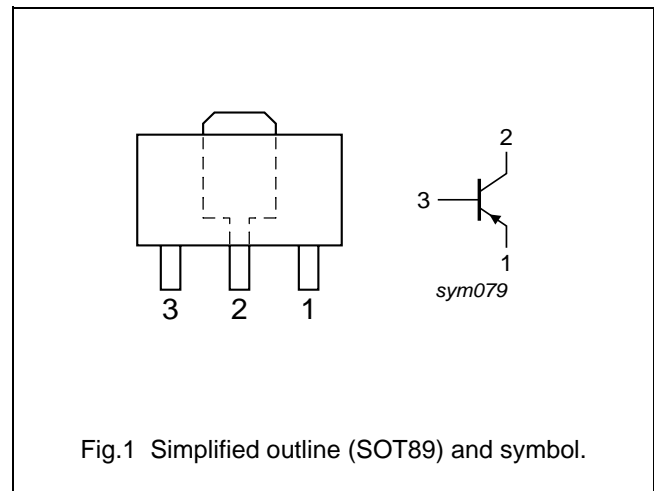 2
3
1
sym079
3 2 1
Fig.1 Simplified outline (SOT89) and symbol.